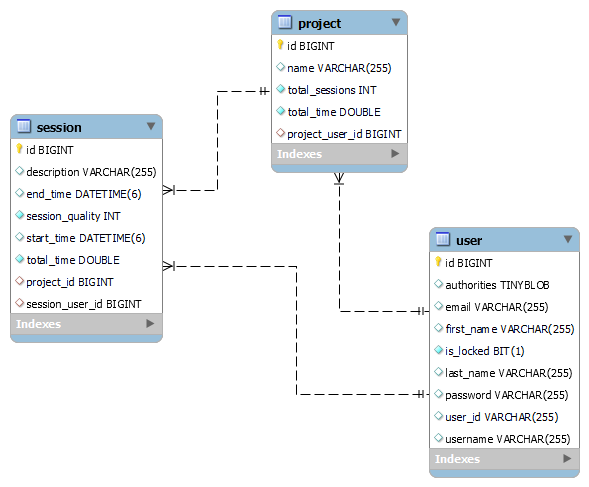 project
id BIGINT
name VARCHAR(255)
total_sessions INT
total_time DOUBLE
project_user_id BIGINT
Indexes
session
id BIGINT
description VARCHAR(255)
end_time DATETIME(6)
session_quality INT
start_time DATETIME(6)
total_time DOUBLE
project_id BIGINT
session_user_id BIGINT
Indexes
user
id BIGINT
authorities TINYBLOB
email VARCHAR(255)
first_name VARCHAR(255)
is_locked BIT(1)
last_name VARCHAR(255)
password VARCHAR(255)
user_id VARCHAR(255)
username VARCHAR(255)
Indexes